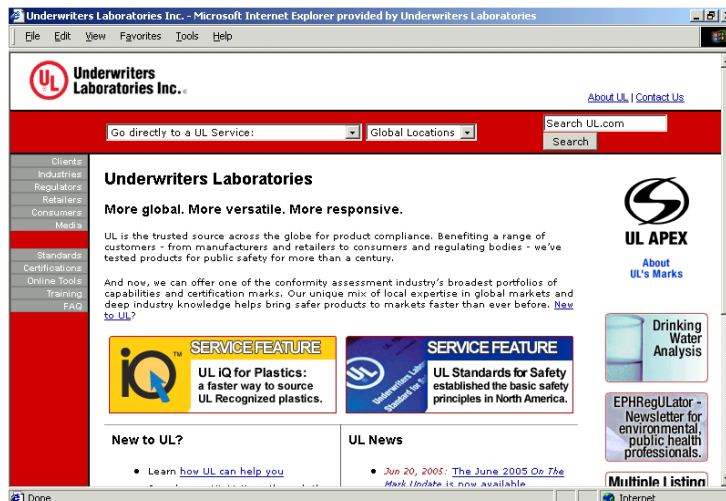 Underwriters Laboratories Inc. - Microsoft Internet Explorer provided by Underwriters Laboratories
File Edit View Favorites Tools Help
UL
Underwriters
Laboratories Inc.
About UL | Contact Us
Go directly to a UL Service:
Global Locations
Search UL.com
Search
Clients
Industries
Regulators
Retailers
Consumers
Media
Standards
Certifications
Online Tools
Training
FAQ
Underwriters Laboratories
More global. More versatile. More responsive.
UL is the trusted source across the globe for product compliance. Benefiting a range of
customers - from manufacturers and retailers to consumers and regulating bodies - we've
tested products for public safety for more than a century.
And now, we can offer one of the conformity assessment industry's broadest portfolios of
capabilities and certification marks. Our unique mix of local expertise in global markets and
deep industry knowledge helps bring safer products to markets faster than ever before. New
to UL?
iQ™
SERVICE FEATURE
UL iQ for Plastics:
a faster way to source
UL Recognized plastics.
UL
Underwriters Lab
Standard for S
SERVICE FEATURE
UL Standards for Safety
established the basic safety
principles in North America.
UL APEX
About
UL's Marks
Drinking
Water
Analysis
EPHRegULator -
Newsletter for
environmental,
public health
professionals.
Multiple Listing
New to UL?
Learn how UL can help you
UL News
Jun 20, 2005: The June 2005 On The
Mark Update is now available
Done
Internet